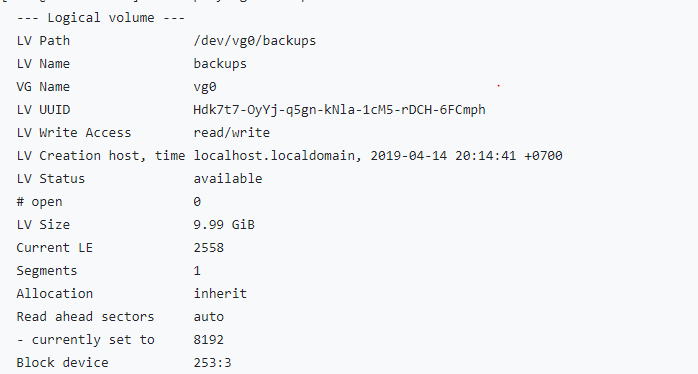 --- Logical volume ---
LV Path /dev/vg0/backups
LV Name backups
VG Name vg0
LV UUID Hdk7t7-OyYj-q5gn-kNla-1cM5-rDCH-6FCmph
LV Write Access read/write
LV Creation host, time localhost.localdomain, 2019-04-14 20:14:41 +0700
LV Status available
# open 0
LV Size 9.99 GiB
Current LE 2558
Segments 1
Allocation inherit
Read ahead sectors auto
- currently set to 8192
Block device 253:3